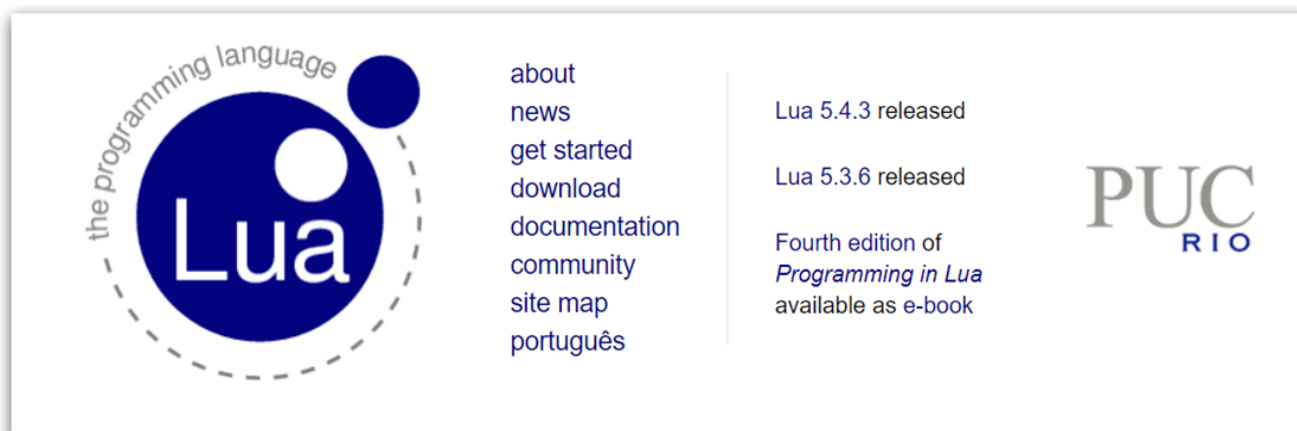 the programming language
Lua
about
news
get started
download
documentation
community
site map
português
Lua 5.4.3 released
Lua 5.3.6 released
Fourth edition of
Programming in Lua
available as e-book
PUC
RIO